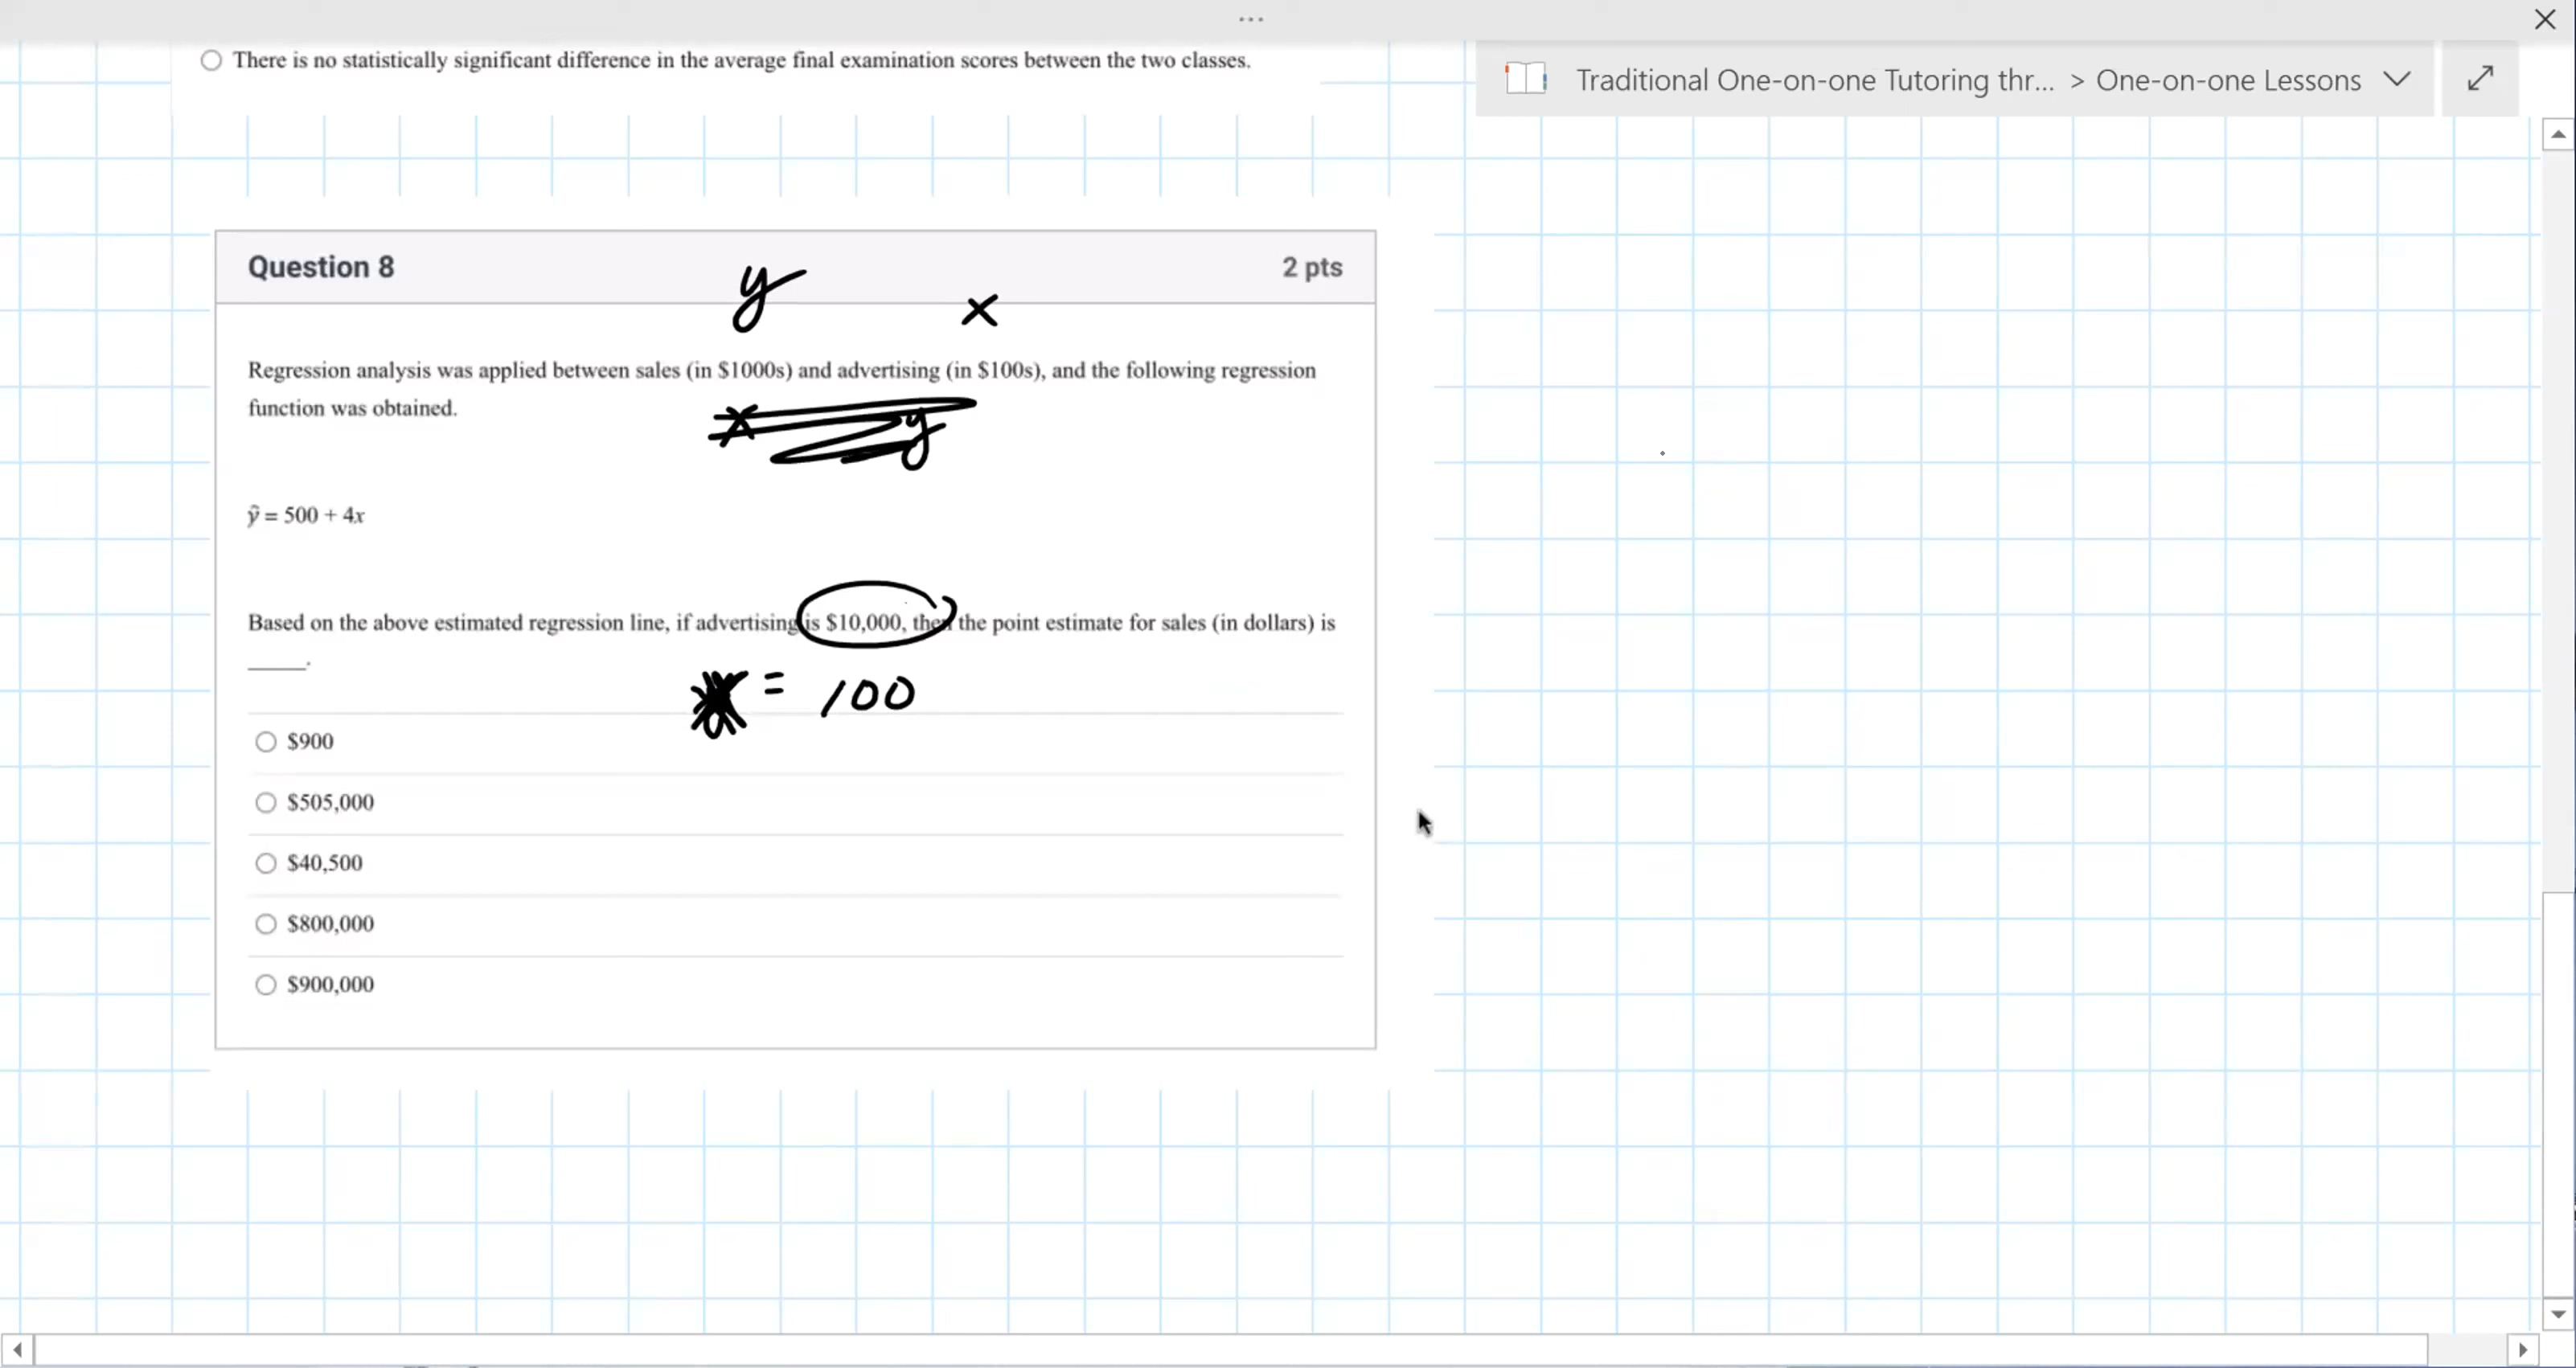 There is no statistically significant difference in the average final examination scores between the two classes.
Traditional One-on-one Tutoring thr... > One-on-one Lessons
Question 8
2 pts
y
x
Regression analysis was applied between sales (in $1000s) and advertising (in $100s), and the following regression
function was obtained.
x y
ŷ = 500 + 4x
Based on the above estimated regression line, if advertising is $10,000, then the point estimate for sales (in dollars) is
_____.
= 100
$900
$505,000
$40,500
$800,000
$900,000